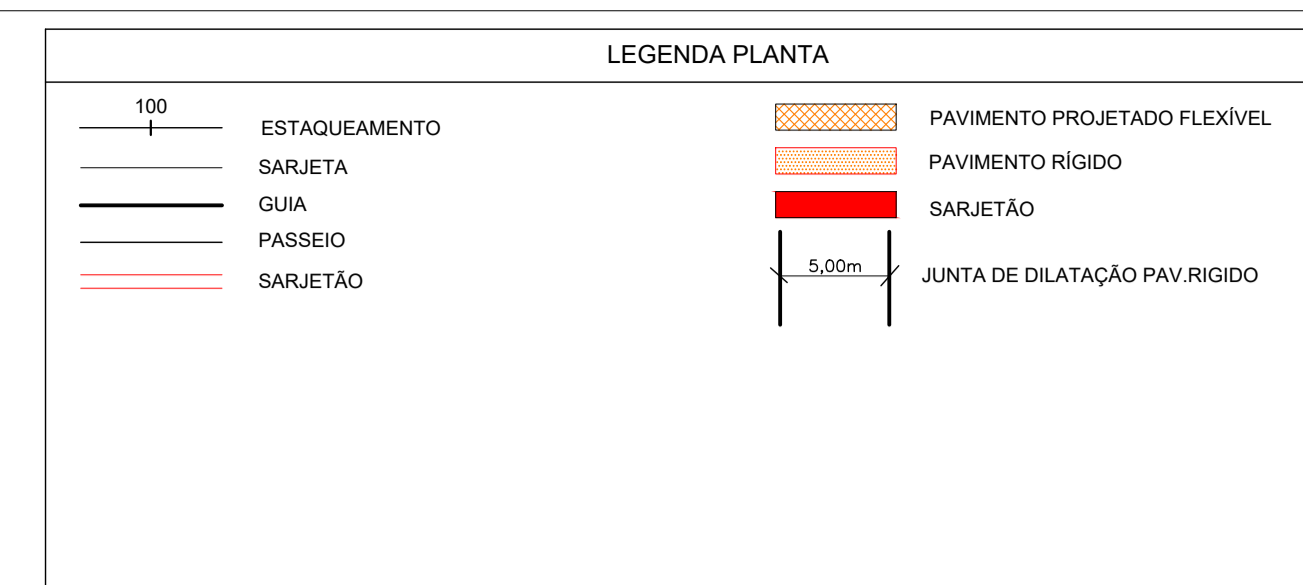 LEGENDA PLANTA
100
ESTAQUEAMENTO
SARJETA
GUIA
PASSEIO
SARJETÃO
PAVIMENTO PROJETADO FLEXÍVEL
PAVIMENTO RÍGIDO
SARJETÃO
5,00m
JUNTA DE DILATAÇÃO PAV.RIGIDO